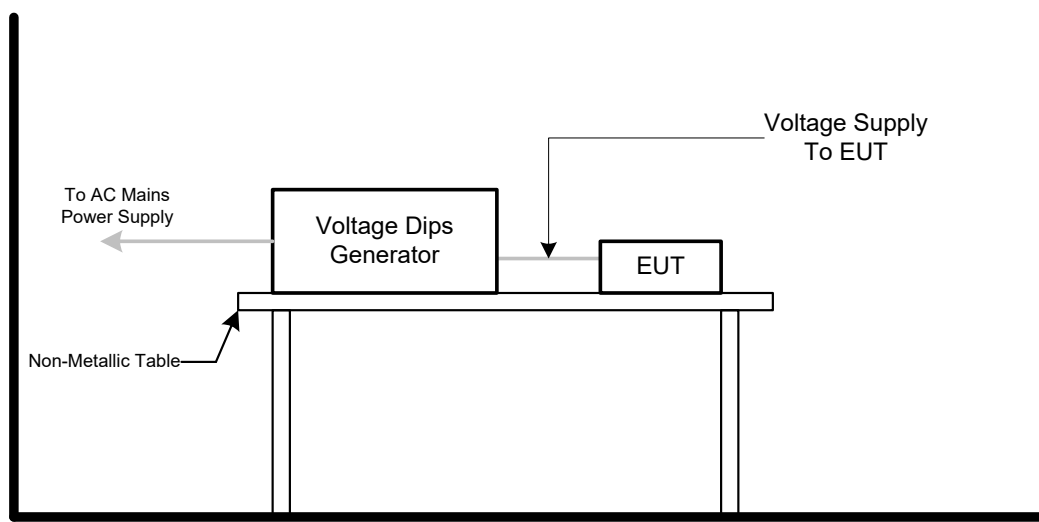 Voltage Supply
To EUT
To AC Mains
Power Supply
Voltage Dips
Generator
EUT
Non-Metallic Table